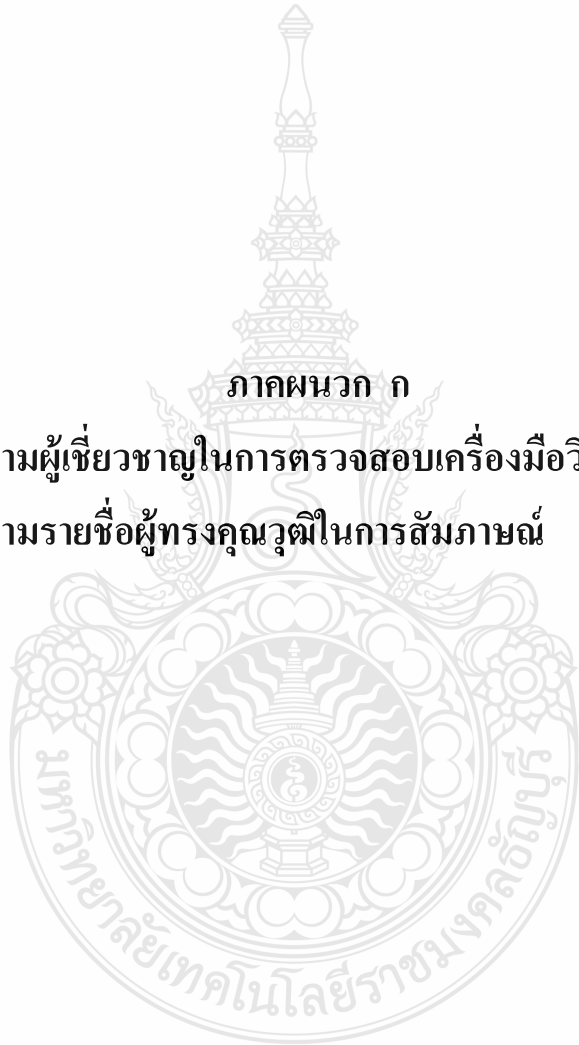 ภาคผนวก ก
ามผู้เชี่ยวชาญในการตรวจสอบเครื่องมือวิ
ามรายชื่อผู้ทรงคุณวุฒิในการสัมภาษณ์
มหาวิทยาลัยเทคโนโลยีราชมงคลธัญบุรี